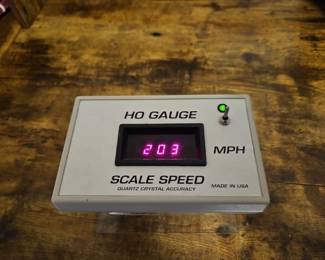 HO GAUGE
203
MPH
SCALE SPEED
QUARTZ CRYSTAL ACCURACY
MADE IN USA